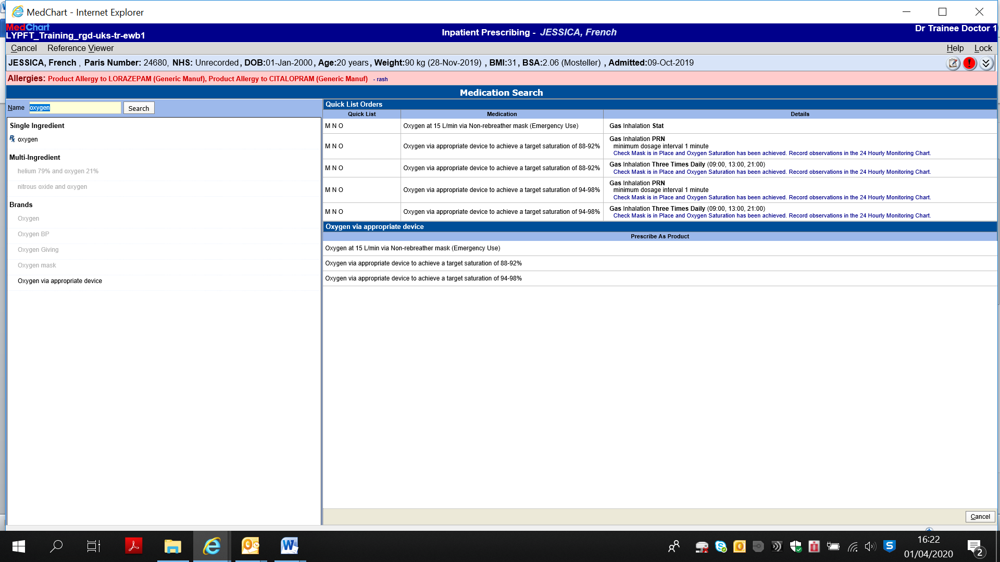 MedChart - Internet Explorer
MedChart
LYPFT_Training_rgd-uks-tr-ewb1
Inpatient Prescribing - JESSICA, French
Dr Trainee Doctor 1
Cancel Reference Viewer
Help Lock
JESSICA, French , Paris Number: 24680, NHS: Unrecorded, DOB:01-Jan-2000, Age:20 years, Weight:90 kg (28-Nov-2019) , BMI:31, BSA:2.06 (Mosteller) , Admitted:09-Oct-2019
Allergies: Product Allergy to LORAZEPAM (Generic Manuf), Product Allergy to CITALOPRAM (Generic Manuf) - rash
Medication Search
Name oxygen Search
Single Ingredient
oxygen
Multi-Ingredient
helium 79% and oxygen 21%
nitrous oxide and oxygen
Brands
Oxygen
Oxygen BP
Oxygen Giving
Oxygen mask
Oxygen via appropriate device
Quick List Orders
Quick List Medication Details
M N O Oxygen at 15 L/min via Non-rebreather mask (Emergency Use) Gas Inhalation Stat
M N O Oxygen via appropriate device to achieve a target saturation of 88-92% Gas Inhalation PRN
minimum dosage interval 1 minute
Check Mask is in Place and Oxygen Saturation has been achieved. Record observations in the 24 Hourly Monitoring Chart.
M N O Oxygen via appropriate device to achieve a target saturation of 88-92% Gas Inhalation Three Times Daily (09:00, 13:00, 21:00)
Check Mask is in Place and Oxygen Saturation has been achieved. Record observations in the 24 Hourly Monitoring Chart.
M N O Oxygen via appropriate device to achieve a target saturation of 94-98% Gas Inhalation PRN
minimum dosage interval 1 minute
Check Mask is in Place and Oxygen Saturation has been achieved. Record observations in the 24 Hourly Monitoring Chart.
M N O Oxygen via appropriate device to achieve a target saturation of 94-98% Gas Inhalation Three Times Daily (09:00, 13:00, 21:00)
Check Mask is in Place and Oxygen Saturation has been achieved. Record observations in the 24 Hourly Monitoring Chart.
Oxygen via appropriate device
Prescribe As Product
Oxygen at 15 L/min via Non-rebreather mask (Emergency Use)
Oxygen via appropriate device to achieve a target saturation of 88-92%
Oxygen via appropriate device to achieve a target saturation of 94-98%
Cancel
16:22
01/04/2020
2